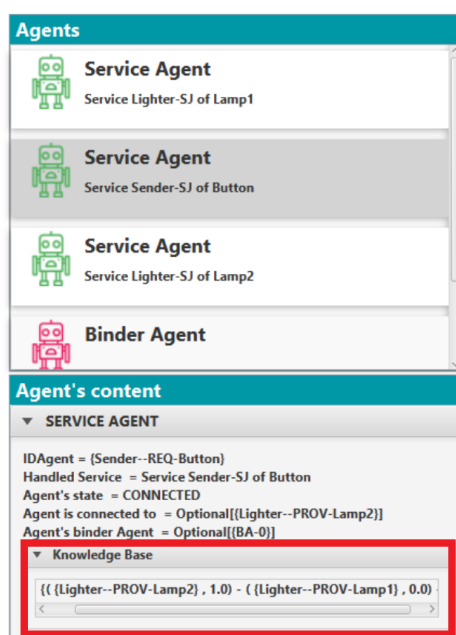 Agents
Service Agent
Service Lighter-SJ of Lamp1
Service Agent
Service Sender-SJ of Button
Service Agent
Service Lighter-SJ of Lamp2
Binder Agent
Agent's content
SERVICE AGENT
IDAgent = {Sender--REQ-Button}
Handled Service = Service Sender-SJ of Button
Agent's state = CONNECTED
Agent is connected to = Optional[{Lighter--PROV-Lamp2}]
Agent's binder Agent = Optional[{BA-0}]
Knowledge Base
{( {Lighter--PROV-Lamp2} , 1.0) - ( {Lighter--PROV-Lamp1} , 0.0) -